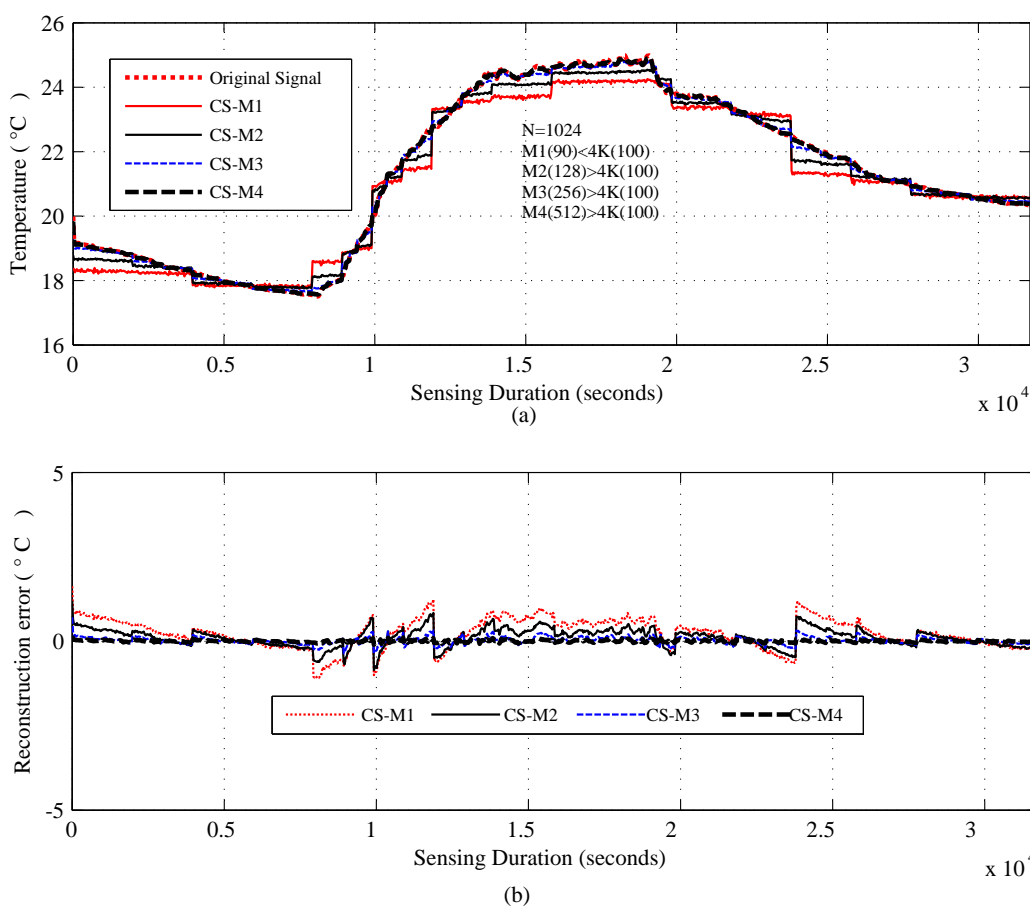 26
24
22
20
18
16
Temperature ( °C )
Original Signal
CS-M1
CS-M2
CS-M3
CS-M4
N=1024
M1(90)<4K(100)
M2(128)>4K(100)
M3(256)>4K(100)
M4(512)>4K(100)
0 0.5 1 1.5 2 2.5 3
Sensing Duration (seconds)
x 10^4
(a)
5
0
-5
Reconstruction error ( ° C )
CS-M1 CS-M2 CS-M3 CS-M4
0 0.5 1 1.5 2 2.5 3
Sensing Duration (seconds)
x 10^4
(b)